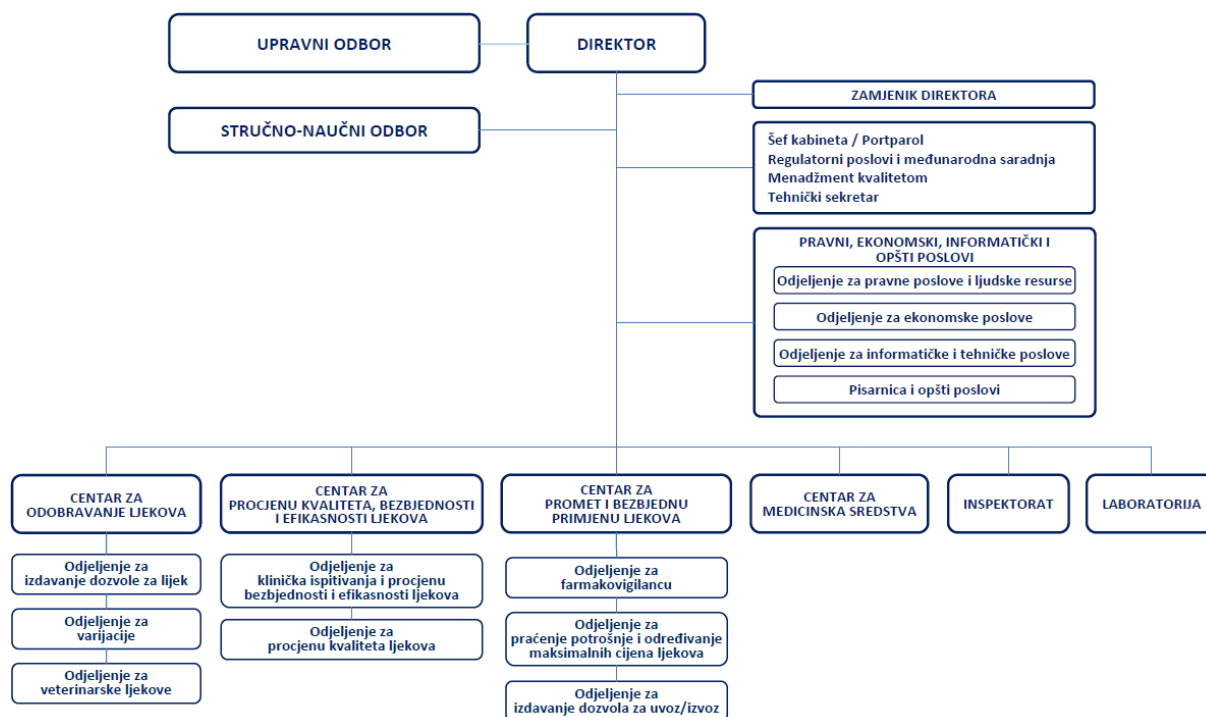 UPRAVNI ODBOR
DIREKTOR
ZAMJENIK DIREKTORA
STRUČNO-NAUČNI ODBOR
Šef kabineta / Portparol
Regulatorni poslovi i međunarodna saradnja
Menadžment kvalitetom
Tehnički sekretar
PRAVNI, EKONOMSKI, INFORMATIČKI I
OPŠTI POSLOVI
Odjeljenje za pravne poslove i ljudske resurse
Odjeljenje za ekonomske poslove
Odjeljenje za informatičke i tehničke poslove
Pisarnica i opšti poslovi
CENTAR ZA
ODOBRAVANJE LJEKOVA
Odjeljenje za
izdavanje dozvole za lijek
Odjeljenje za
varijacije
Odjeljenje za
veterinarske ljekove
CENTAR ZA
PROCJENU KVALITETA, BEZBJEDNOSTI
I EFIKASNOSTI LJEKOVA
Odjeljenje za
klinička ispitivanja i procjenu
bezbjednosti i efikasnosti ljekova
Odjeljenje za
procjenu kvaliteta ljekova
CENTAR ZA
PROMET I BEZBJEDNU
PRIMJENU LJEKOVA
Odjeljenje za
farmakovigilancu
Odjeljenje za
praćenje potrošnje i određivanje
maksimalnih cijena ljekova
Odjeljenje za
izdavanje dozvola za uvoz/izvoz
CENTAR ZA
MEDICINSKA SREDSTVA
INSPEKTORAT
LABORATORIJA